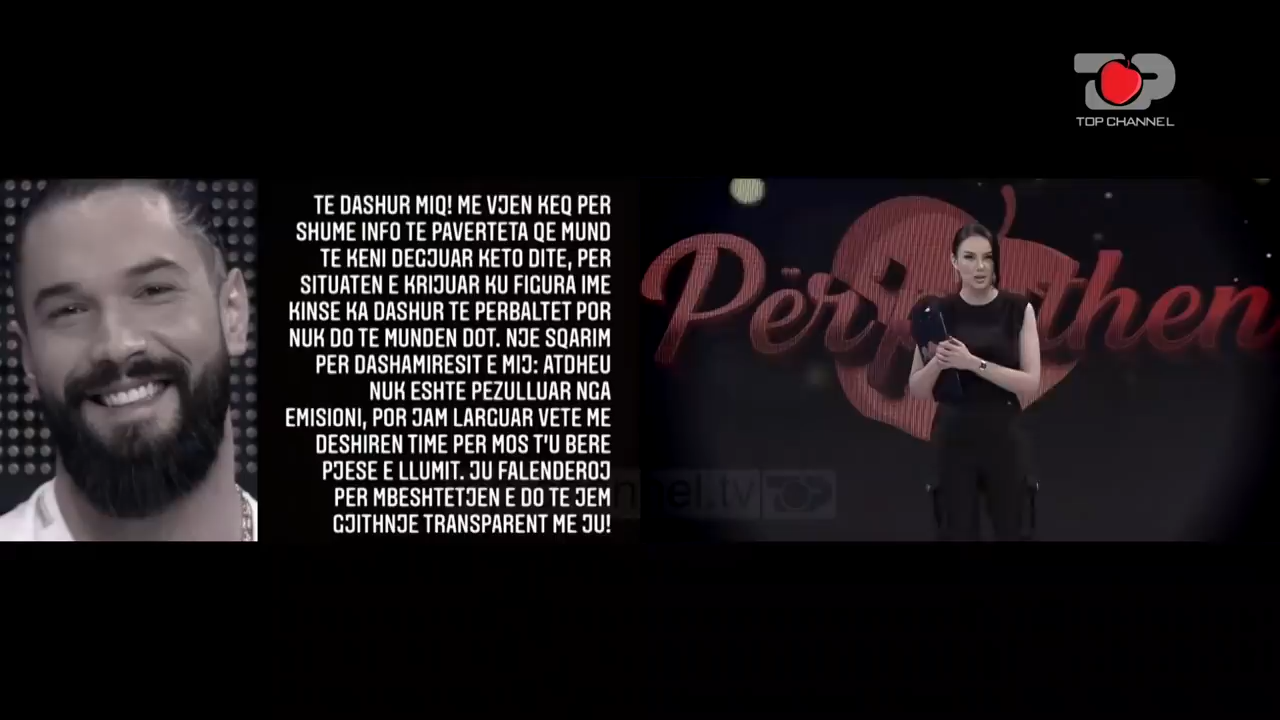 TOP CHANNEL
TE DASHUR MIQ! ME VJEN KEQ PER
SHUME INFO TE PAVERTETA QE MUND
TE KENI DEGJUAR KETO DITE, PER
SITUATEN E KRIJUAR KU FIGURA IME
KINSE KA DASHUR TE PERBALTET POR
NUK DO TE MUNDEN DOT. NJE SQARIM
PER DASHAMIRESIT E MIJ: ATDHEU
NUK ESHTE PEZULLUAR NGA
EMISIONI, POR JAM LARGUAR VETE ME
DESHIREN TIME PER MOS T'U BERE
PJESE E LLUMIT. JU FALENDEROJ
PER MBESHTETJEN E DO TE JEM
GJITHNJE TRANSPARENT ME JU!